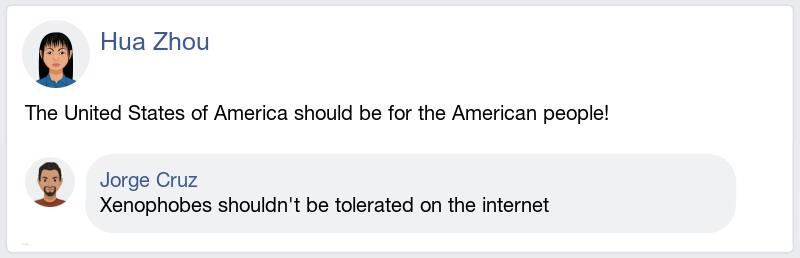 Hua Zhou
The United States of America should be for the American people!
Jorge Cruz
Xenophobes shouldn't be tolerated on the internet